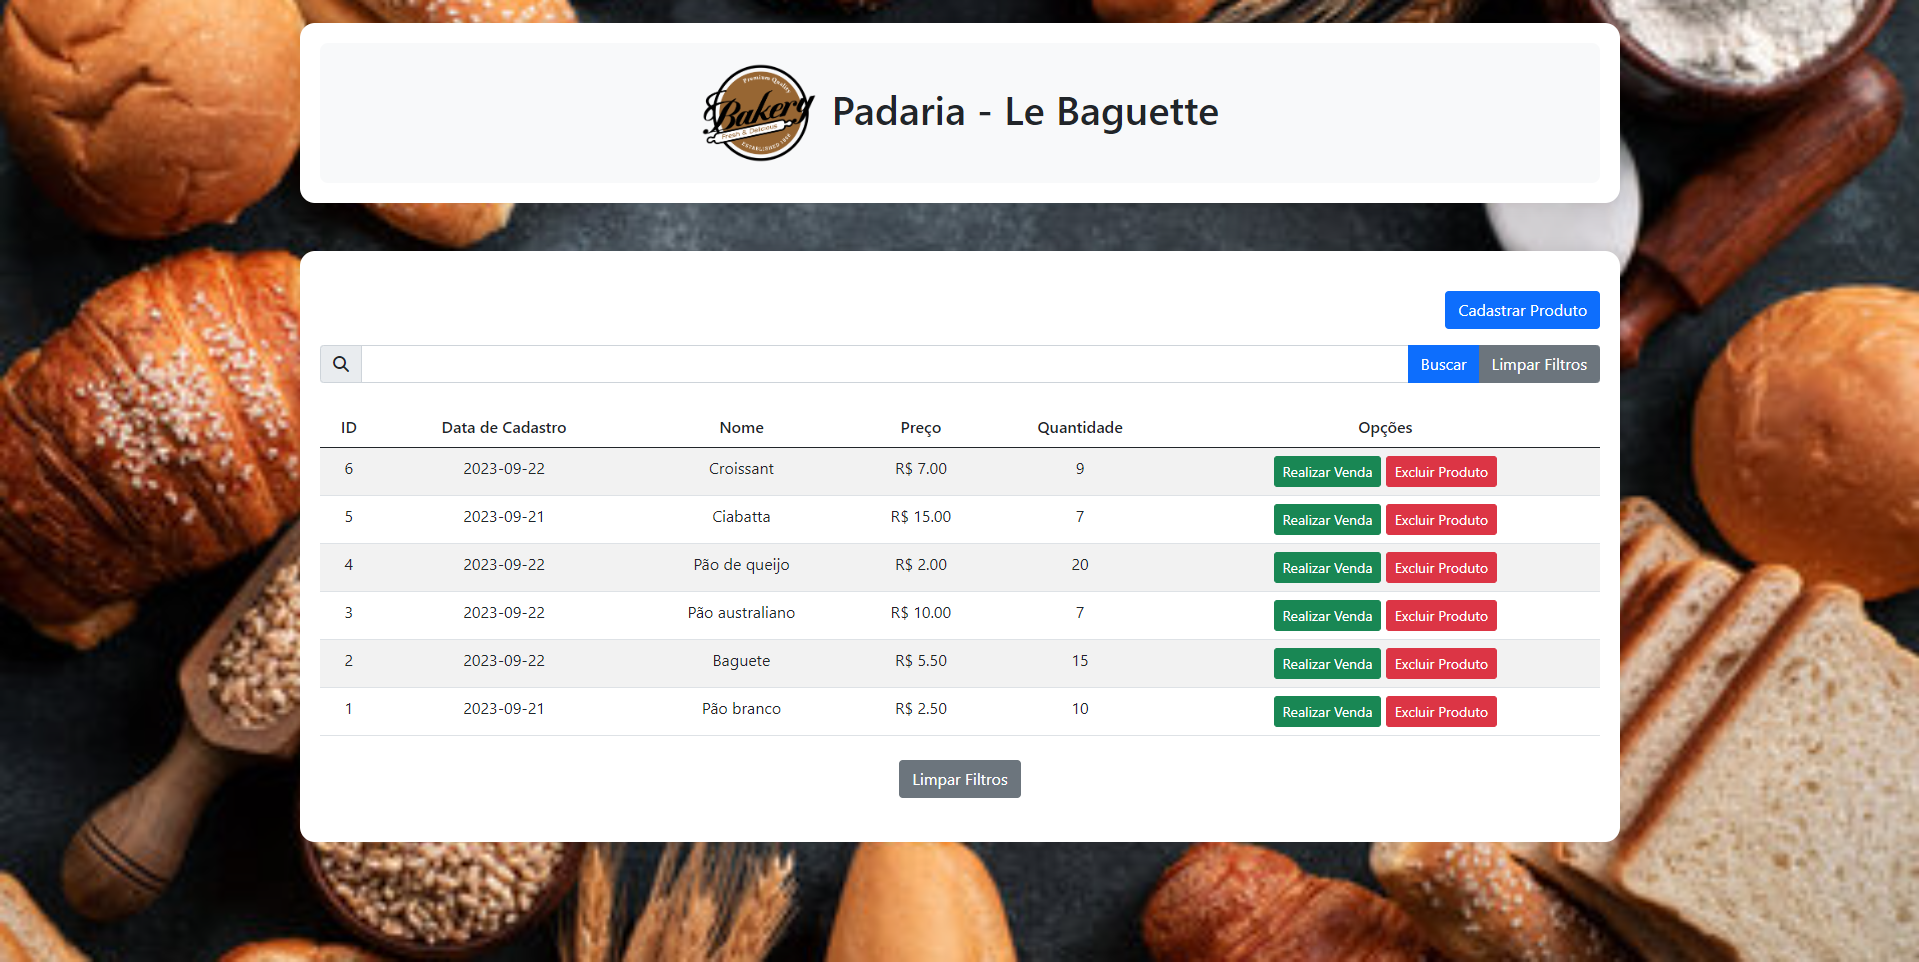 Premium Quality
Bakery
Fresh & Delicious
Padaria - Le Baguette
Cadastrar Produto
Buscar Limpar Filtros
ID Data de Cadastro Nome Preço Quantidade Opções
6 2023-09-22 Croissant R$ 7.00 9 Realizar Venda Excluir Produto
5 2023-09-21 Ciabatta R$ 15.00 7 Realizar Venda Excluir Produto
4 2023-09-22 Pão de queijo R$ 2.00 20 Realizar Venda Excluir Produto
3 2023-09-22 Pão australiano R$ 10.00 7 Realizar Venda Excluir Produto
2 2023-09-22 Baguete R$ 5.50 15 Realizar Venda Excluir Produto
1 2023-09-21 Pão branco R$ 2.50 10 Realizar Venda Excluir Produto
Limpar Filtros